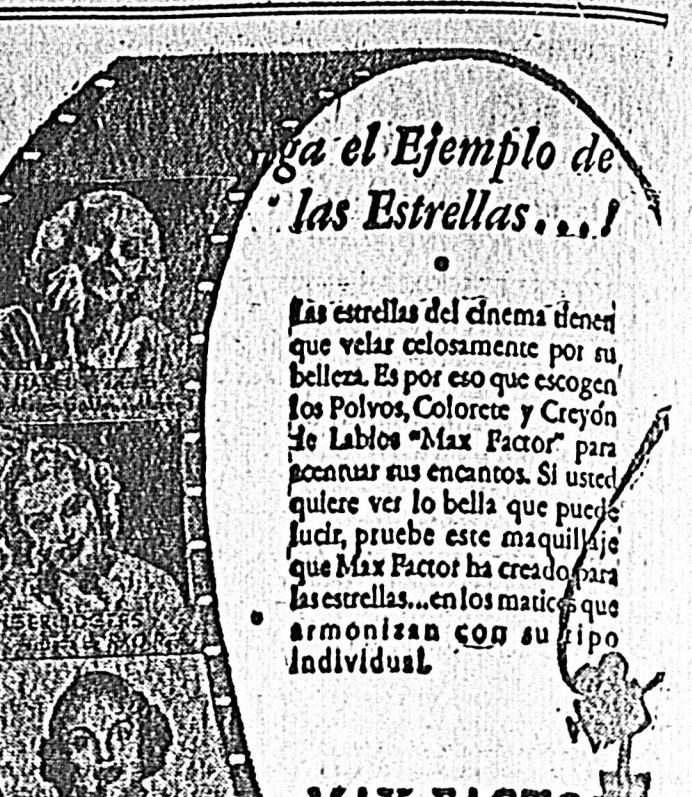 ga el Ejemplo de
las Estrellas...!
Las estrellas del cinema tienen
que velar celosamente por su
belleza. Es por eso que escogen
los Polvos, Colorete y Creyón
de Labios "Max Factor" para
acentuar sus encantos. Si usted
quiere ver lo bella que puede
lucir, pruebe este maquillaje
que Max Factor ha creado para
las estrellas...en los matices que
armonizan con su tipo
individual.